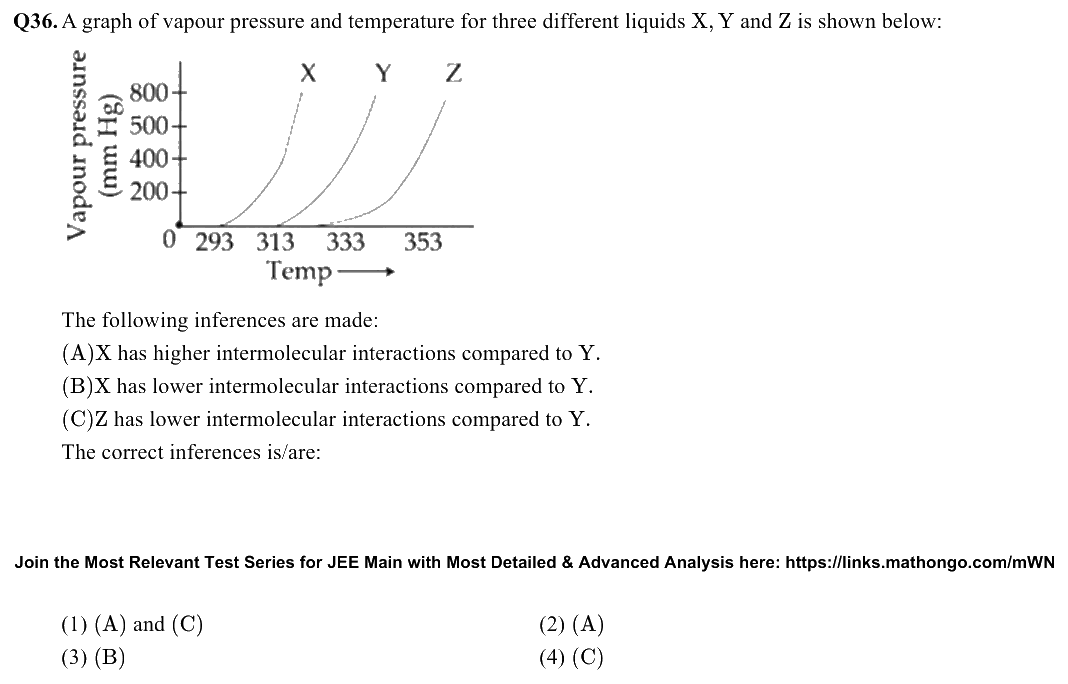 Q36. A graph of vapour pressure and temperature for three different liquids X, Y and Z is shown below:
Vapour pressure
(mm Hg)
X Y Z
800
500
400
200
0 293 313 333 353
Temp
The following inferences are made:
(A)X has higher intermolecular interactions compared to Y.
(B)X has lower intermolecular interactions compared to Y.
(C)Z has lower intermolecular interactions compared to Y.
The correct inferences is/are:
Join the Most Relevant Test Series for JEE Main with Most Detailed & Advanced Analysis here: https://links.mathongo.com/mWN
(1) (A) and (C) (2) (A)
(3) (B) (4) (C)